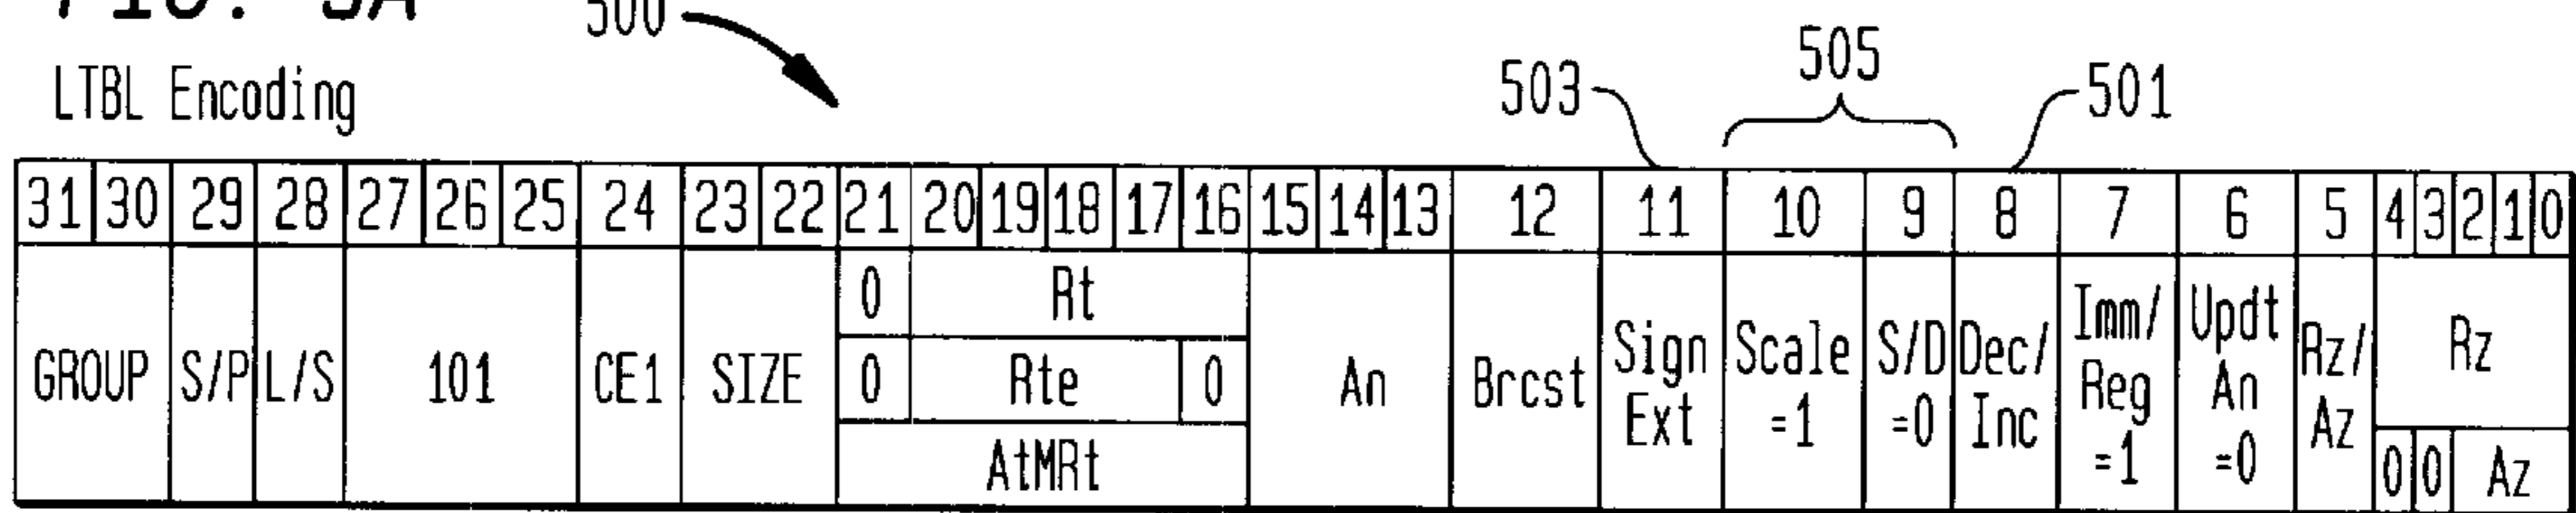 FIG. 5A
500
LTBL Encoding
503
505
501
31 30 29 28 27 26 25 24 23 22 21 20 19 18 17 16 15 14 13 12 11 10 9 8 7 6 5 4 3 2 1 0
GROUP S/P L/S 101 CE1 SIZE
0 Rt
0 Rte 0
AtMRt
An
Brcst
Sign
Ext
Scale
=1
S/D
=0
Dec/
Inc
Imm/
Reg
=1
Updt
An
=0
Rz/
Az
Rz
0 0 Az